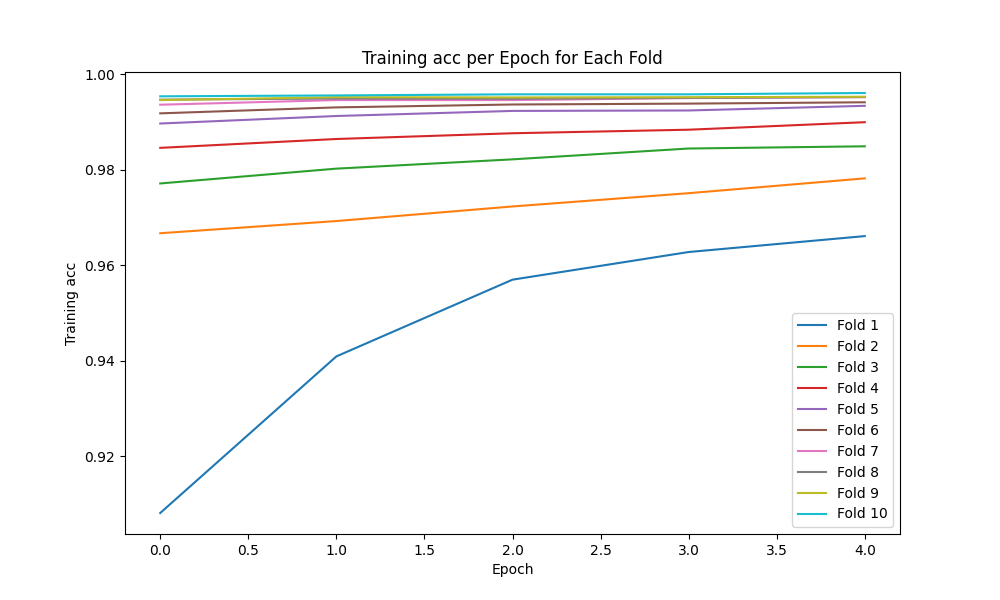 Training acc per Epoch for Each Fold
1.00
0.98
0.96
0.94
0.92
Training acc
Fold 1
Fold 2
Fold 3
Fold 4
Fold 5
Fold 6
Fold 7
Fold 8
Fold 9
Fold 10
0.0 0.5 1.0 1.5 2.0 2.5 3.0 3.5 4.0
Epoch